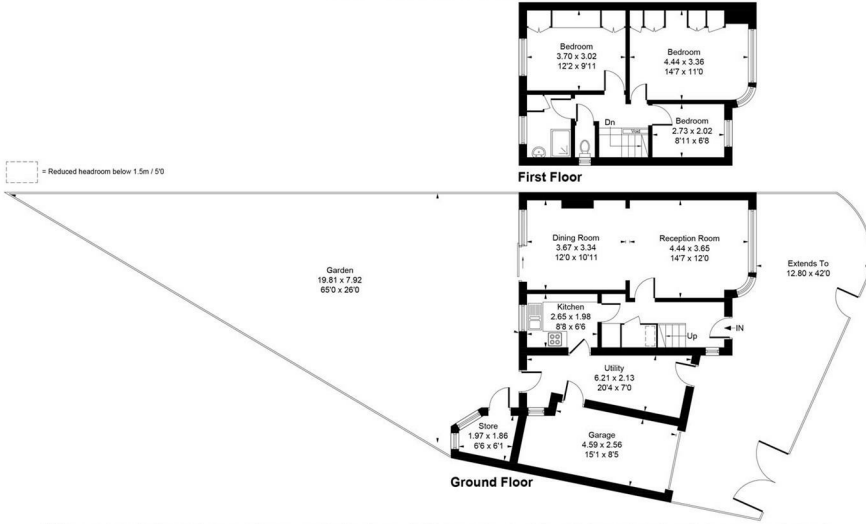 Bedroom
3.70 x 3.02
12'2 x 9'11
Bedroom
4.44 x 3.36
14'7 x 11'0
Dn
Bedroom
2.73 x 2.02
8'11 x 6'8
First Floor
= Reduced headroom below 1.5m / 5'0
Garden
19.81 x 7.92
65'0 x 26'0
Dining Room
3.67 x 3.34
12'0 x 10'11
Reception Room
4.44 x 3.65
14'7 x 12'0
Extends To
12.80 x 42'0
Kitchen
2.65 x 1.98
8'8 x 6'6
Up
IN
Utility
6.21 x 2.13
20'4 x 7'0
Store
1.97 x 1.86
6'6 x 6'1
Garage
4.59 x 2.56
15'1 x 8'5
Ground Floor